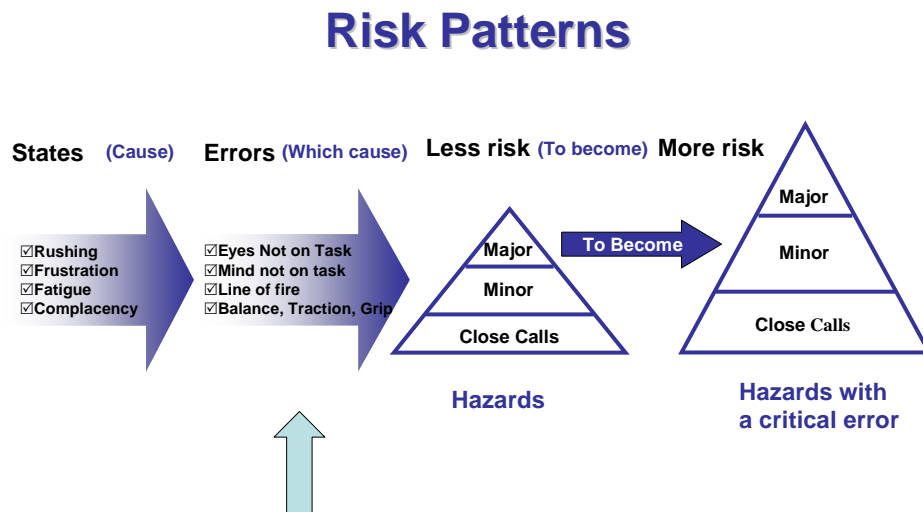 Risk Patterns
States (Cause) Errors (Which cause) Less risk (To become) More risk
☑Rushing
☑Frustration
☑Fatigue
☑Complacency
☑Eyes Not on Task
☑Mind not on task
☑Line of fire
☑Balance, Traction, Grip
Major
Minor
Close Calls
Hazards
To Become
Major
Minor
Close Calls
Hazards with
a critical error